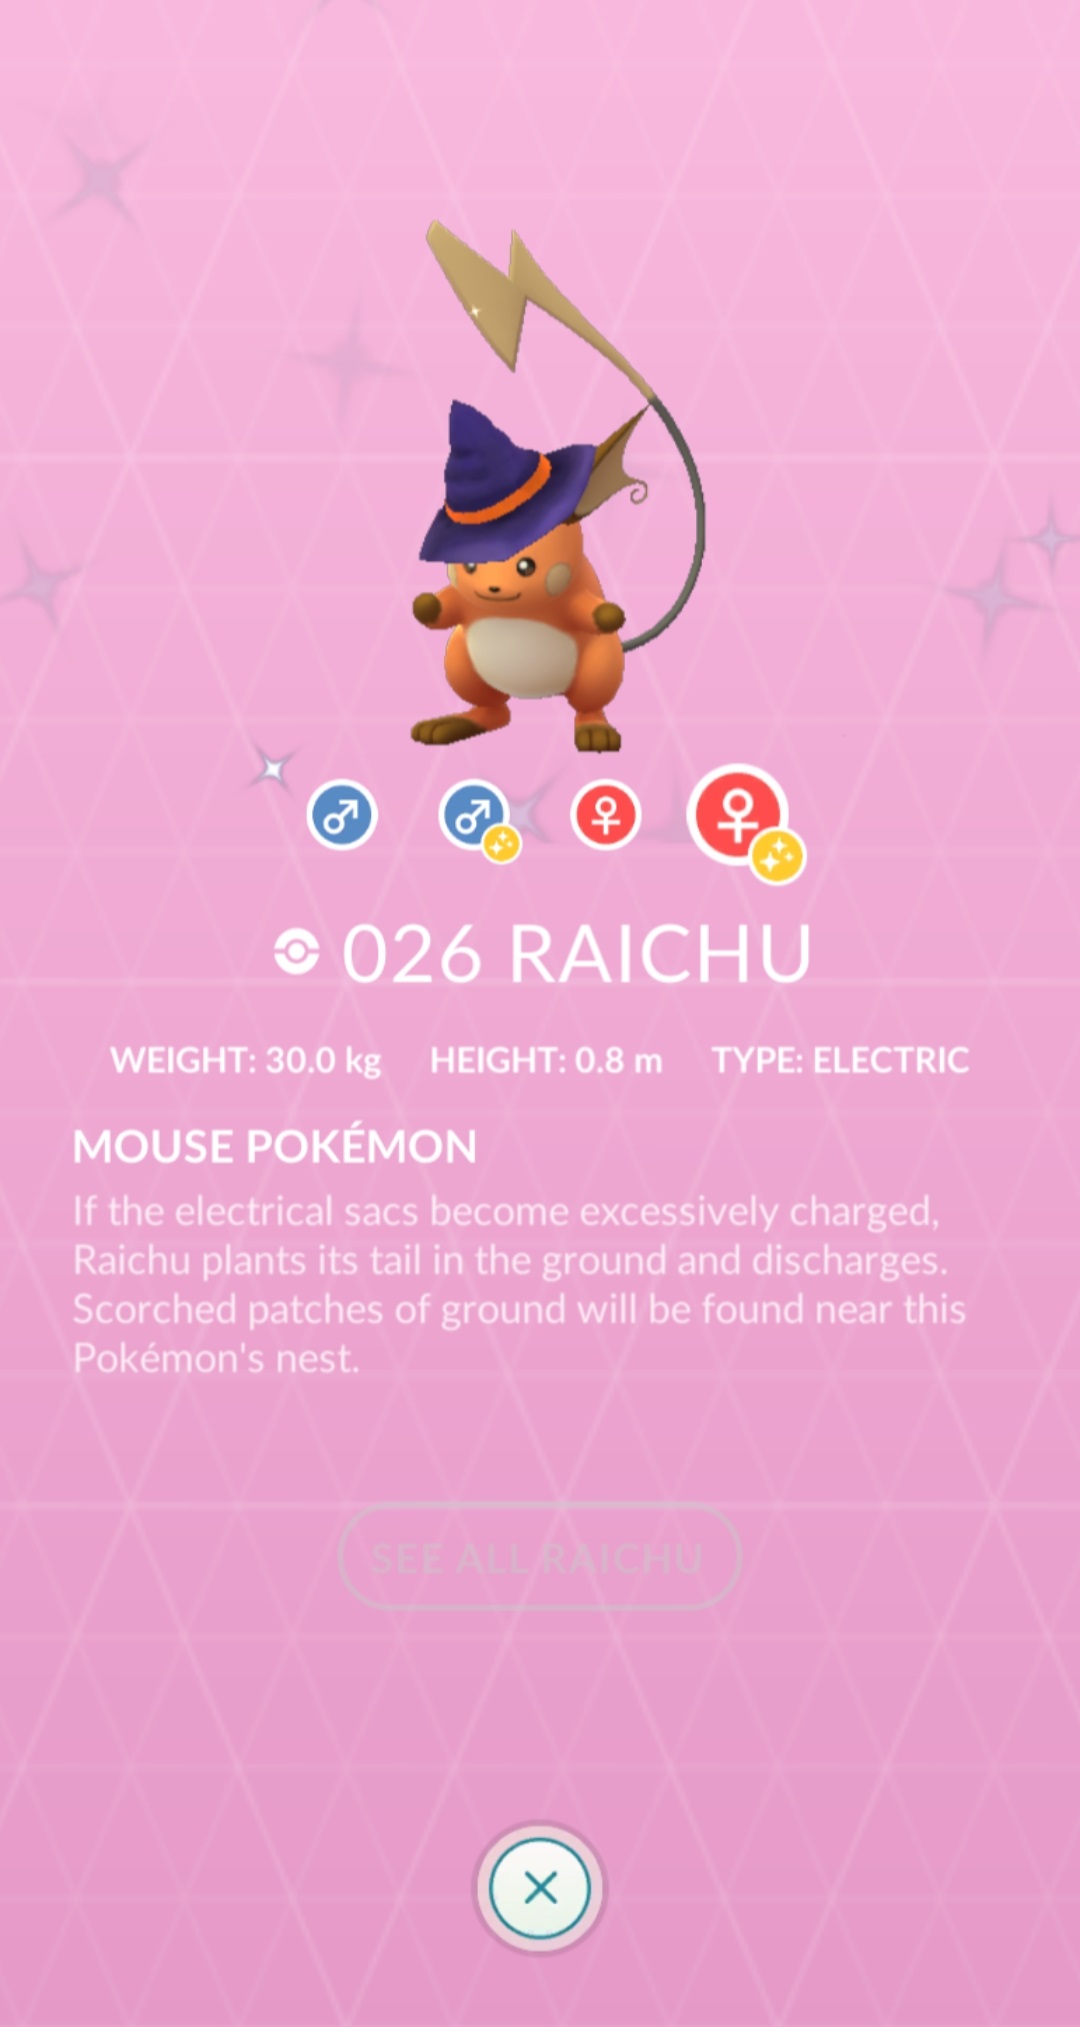 026 RAICHU
WEIGHT: 30.0 kg HEIGHT: 0.8 m TYPE: ELECTRIC
MOUSE POKÉMON
If the electrical sacs become excessively charged,
Raichu plants its tail in the ground and discharges.
Scorched patches of ground will be found near this
Pokémon's nest.
SEE ALL RAICHU